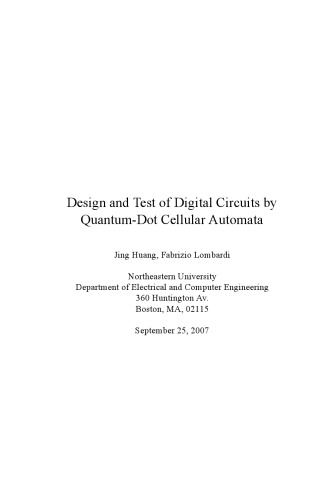 Design and Test of Digital Circuits by
Quantum-Dot Cellular Automata
Jing Huang, Fabrizio Lombardi
Northeastern University
Department of Electrical and Computer Engineering
360 Huntington Av.
Boston, MA, 02115
September 25, 2007